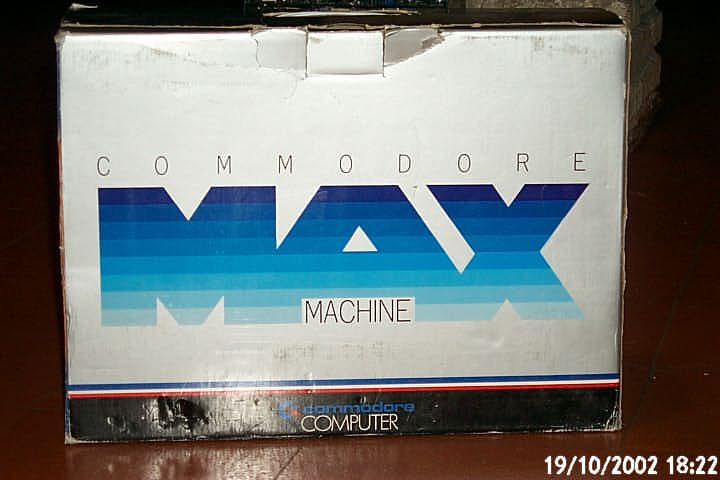 COMMODORE
MAX
MACHINE
commodore
COMPUTER
19/10/2002 18:22